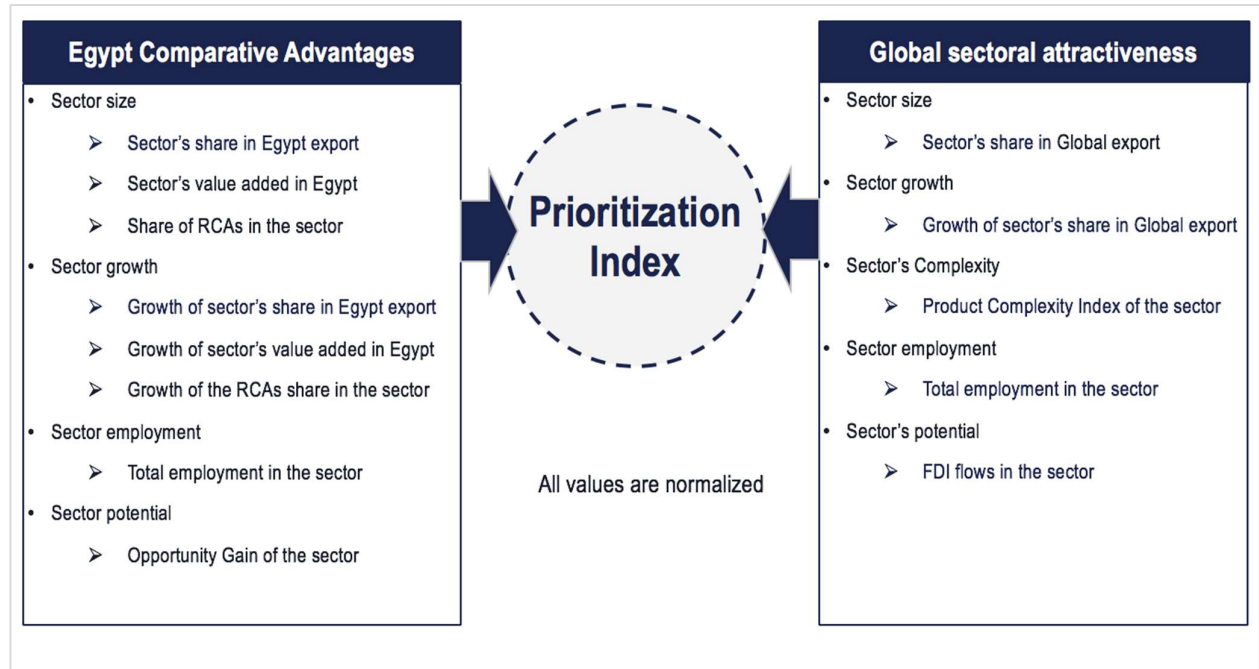 Egypt Comparative Advantages
• Sector size
➢ Sector's share in Egypt export
➢ Sector's value added in Egypt
➢ Share of RCAs in the sector
• Sector growth
➢ Growth of sector's share in Egypt export
➢ Growth of sector's value added in Egypt
➢ Growth of the RCAs share in the sector
• Sector employment
➢ Total employment in the sector
• Sector potential
➢ Opportunity Gain of the sector
Prioritization
Index
All values are normalized
Global sectoral attractiveness
• Sector size
➢ Sector's share in Global export
• Sector growth
➢ Growth of sector's share in Global export
• Sector's Complexity
➢ Product Complexity Index of the sector
• Sector employment
➢ Total employment in the sector
• Sector's potential
➢ FDI flows in the sector